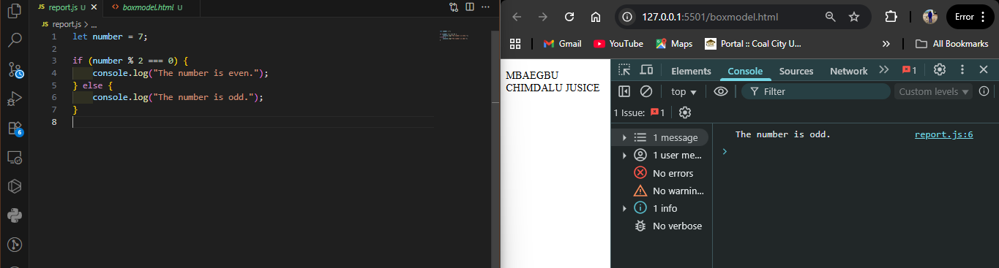 JS report.js U
<> boxmodel.html U
JS report.js > ...
1 let number = 7;
2
3 if (number % 2 === 0) {
4 console.log("The number is even.");
5 } else {
6 console.log("The number is odd.");
7 }
8
6
127.0.0.1:5501/boxmodel.html
Error
Gmail YouTube Maps Portal :: Coal City U... » All Bookmarks
MBAEGBU
CHIMDALU JUSICE
Elements Console Sources Network 1
top Filter Custom levels
1 Issue: 1
1 message
1 user me...
No errors
No warnin...
1 info
No verbose
The number is odd. report.js:6
>